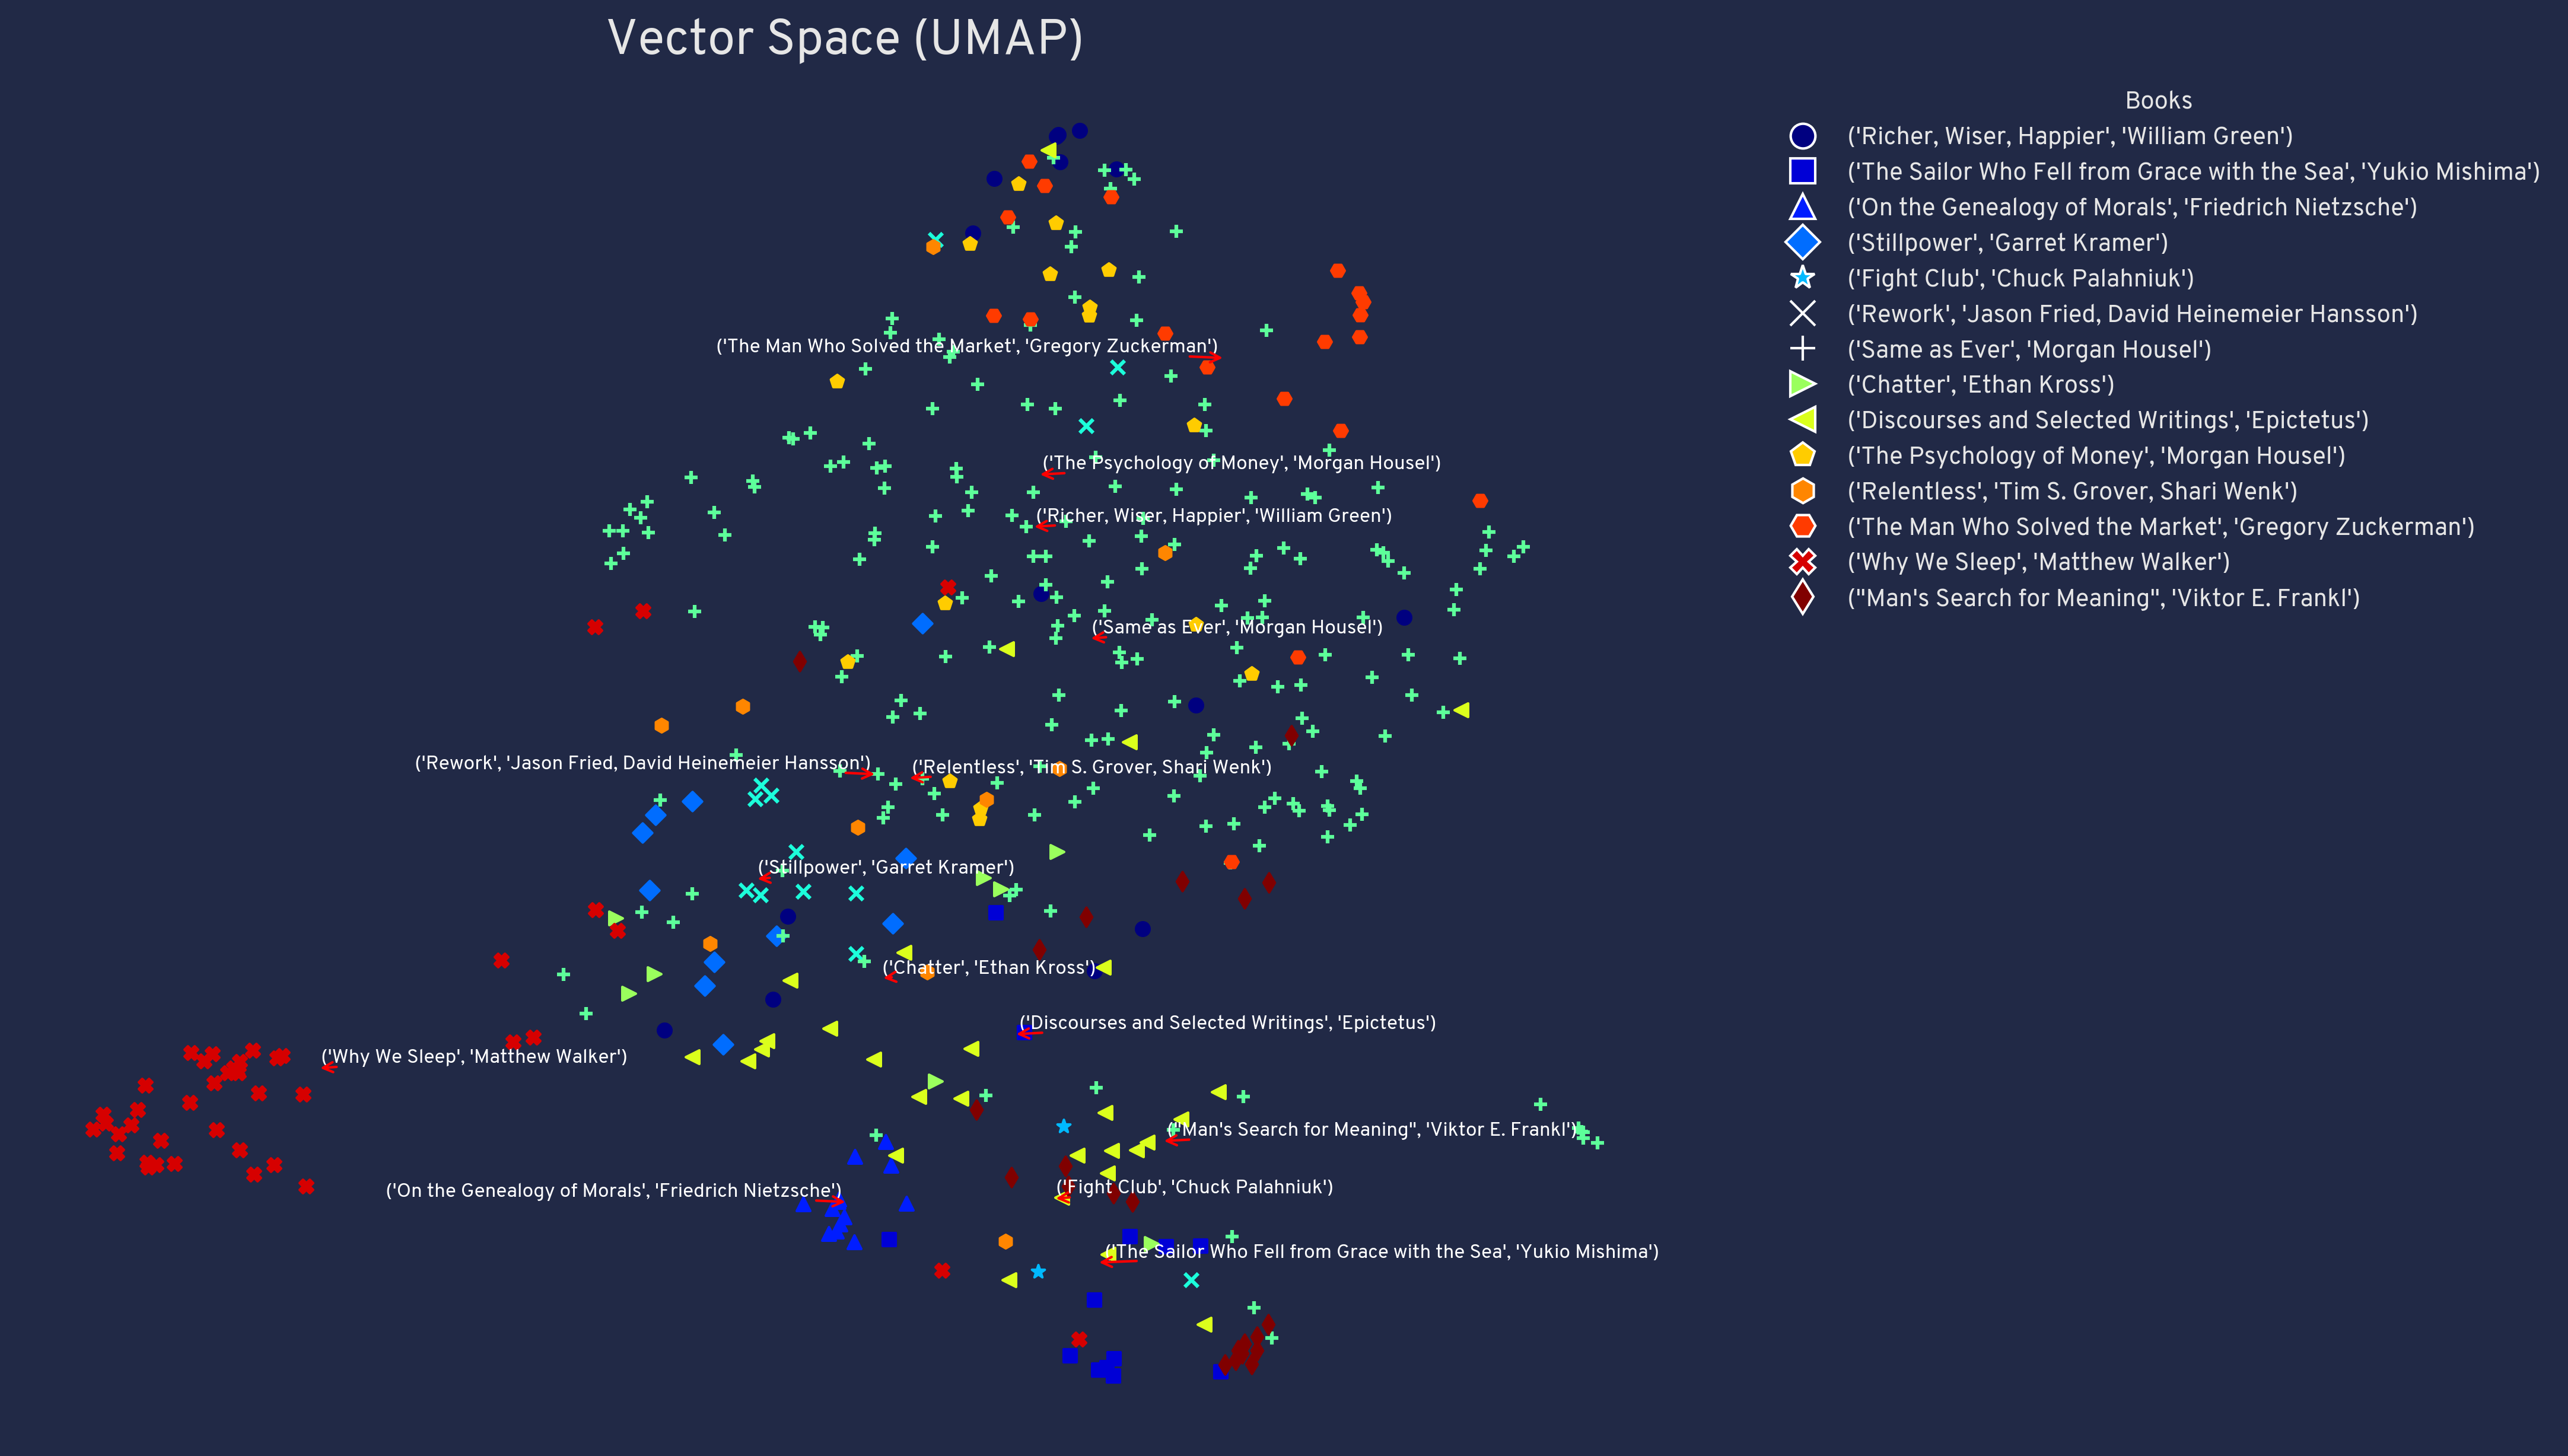 Vector Space (UMAP)
Books
('Richer, Wiser, Happier', 'William Green')
('The Sailor Who Fell from Grace with the Sea', 'Yukio Mishima')
('On the Genealogy of Morals', 'Friedrich Nietzsche')
('Stillpower', 'Garret Kramer')
('Fight Club', 'Chuck Palahniuk')
('Rework', 'Jason Fried, David Heinemeier Hansson')
('Same as Ever', 'Morgan Housel')
('Chatter', 'Ethan Kross')
('Discourses and Selected Writings', 'Epictetus')
('The Psychology of Money', 'Morgan Housel')
('Relentless', 'Tim S. Grover, Shari Wenk')
('The Man Who Solved the Market', 'Gregory Zuckerman')
('Why We Sleep', 'Matthew Walker')
("Man's Search for Meaning", 'Viktor E. Frankl')
('The Man Who Solved the Market', 'Gregory Zuckerman')
('The Psychology of Money', 'Morgan Housel')
('Richer, Wiser, Happier', 'William Green')
('Same as Ever', 'Morgan Housel')
('Rework', 'Jason Fried, David Heinemeier Hansson')
('Relentless', 'Tim S. Grover, Shari Wenk')
('Stillpower', 'Garret Kramer')
('Chatter', 'Ethan Kross')
('Discourses and Selected Writings', 'Epictetus')
('Why We Sleep', 'Matthew Walker')
("Man's Search for Meaning", 'Viktor E. Frankl')
('Fight Club', 'Chuck Palahniuk')
('On the Genealogy of Morals', 'Friedrich Nietzsche')
('The Sailor Who Fell from Grace with the Sea', 'Yukio Mishima')